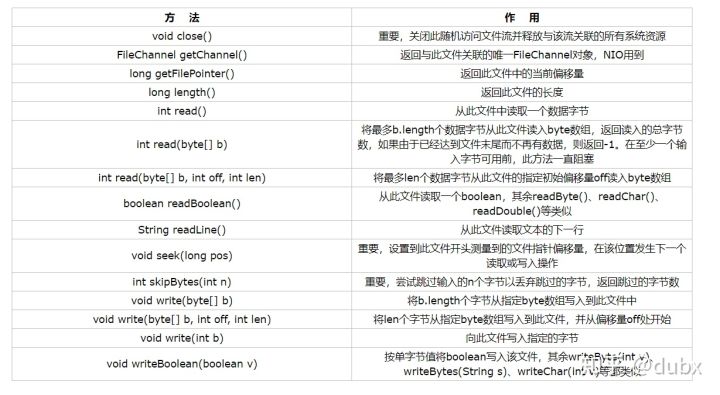 方 法 作 用
void close() 重要，关闭此随机访问文件流并释放与该流关联的所有系统资源
FileChannel getChannel() 返回与此文件关联的唯一FileChannel对象，NIO用到
long getFilePointer() 返回此文件中的当前偏移量
long length() 返回此文件的长度
int read() 从此文件中读取一个数据字节
int read(byte[] b) 将最多b.length个数据字节从此文件读入byte数组，返回读入的总字节
数，如果由于已经达到文件末尾而不再有数据，则返回-1。在至少一个输
入字节可用前，此方法一直阻塞
int read(byte[] b, int off, int len) 将最多len个数据字节从此文件的指定初始偏移量off读入byte数组
boolean readBoolean() 从此文件读取一个boolean，其余readByte()、readChar()、
readDouble()等类似
String readLine() 从此文件读取文本的下一行
void seek(long pos) 重要，设置到此文件开头测量到的文件指针偏移量，在该位置发生下一个
读取或写入操作
int skipBytes(int n) 重要，尝试跳过输入的n个字节以丢弃跳过的字节，返回跳过的字节数
void write(byte[] b) 将b.length个字节从指定byte数组写入到此文件中
void write(byte[] b, int off, int len) 将len个字节从指定byte数组写入到此文件，并从偏移量off处开始
void write(int b) 向此文件写入指定的字节
void writeBoolean(boolean v) 按单字节值将boolean写入该文件，其余writeByte(int v)、
writeBytes(String s)、writeChar(int v)等都类似
知乎 @dubx